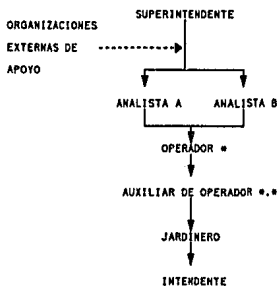 SUPERINTENDENTE
ORGANIZACIONES
EXTERNAS DE
APOYO
ANALISTA A ANALISTA B
OPERADOR *
AUXILIAR DE OPERADOR *.*
JARDINERO
INTENDENTE